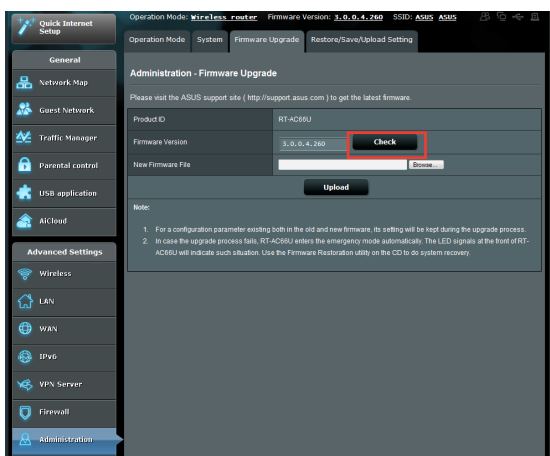 Quick Internet
Setup
Operation Mode: Wireless router Firmware Version: 3.0.0.4.260 SSID: ASUS ASUS
Operation Mode System Firmware Upgrade Restore/Save/Upload Setting
General
Network Map
Guest Network
Traffic Manager
Parental control
USB application
AiCloud
Advanced Settings
Wireless
LAN
WAN
IPv6
VPN Server
Firewall
Administration
Administration - Firmware Upgrade
Please visit the ASUS support site ( http://support.asus.com ) to get the latest firmware.
Product ID RT-AC66U
Firmware Version 3.0.0.4.260 Check
New Firmware File Browse...
Upload
Note:
1. For a configuration parameter existing both in the old and new firmware, its setting will be kept during the upgrade process.
2. In case the upgrade process fails, RT-AC66U enters the emergency mode automatically. The LED signals at the front of RT-
AC66U will indicate such situation. Use the Firmware Restoration utility on the CD to do system recovery.